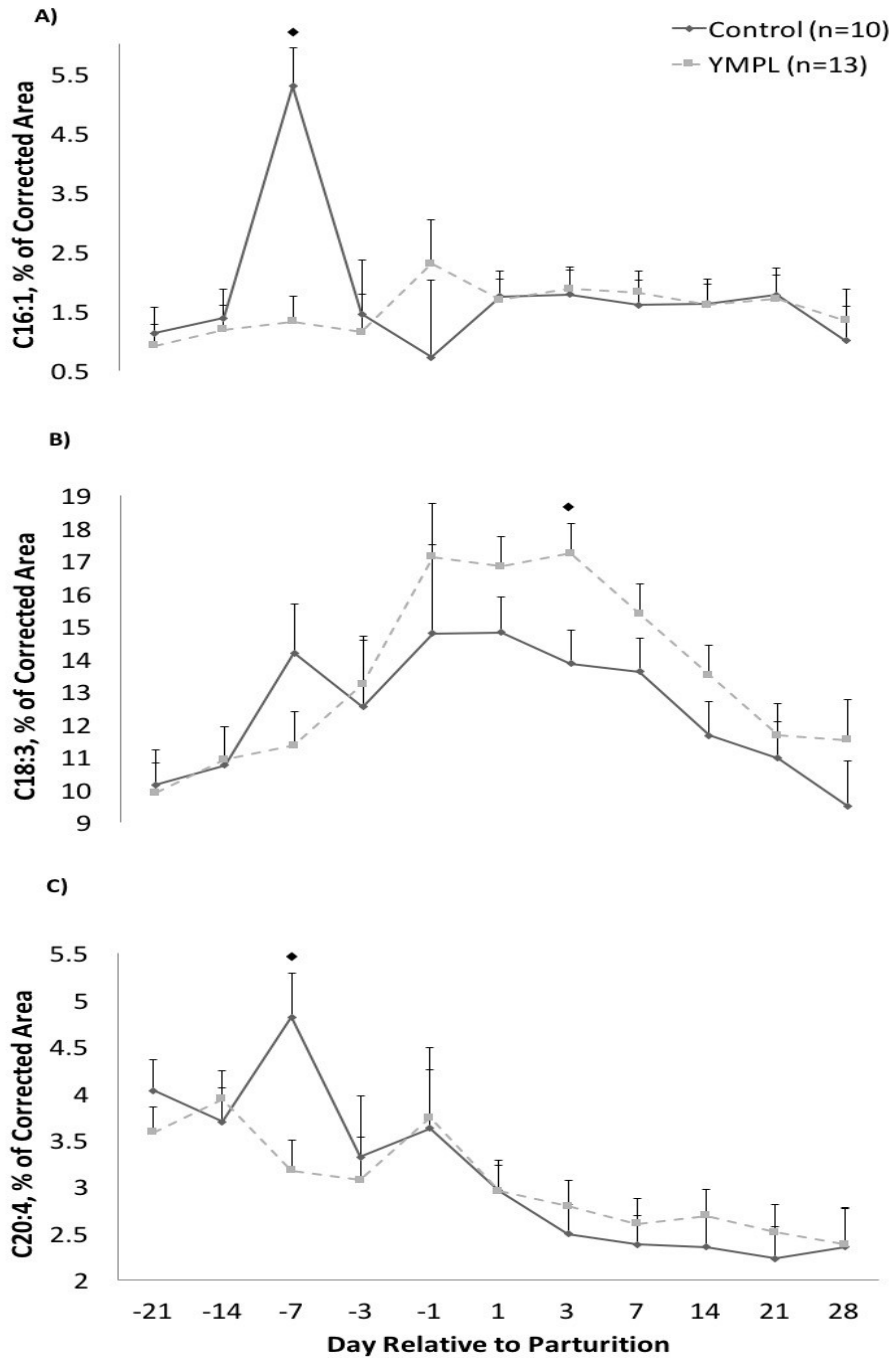 A)
Control (n=10)
YMPL (n=13)
C16:1, % of Corrected Area
5.5
4.5
3.5
2.5
1.5
0.5
B)
C18:3, % of Corrected Area
19
18
17
16
15
14
13
12
11
10
9
C)
C20:4, % of Corrected Area
5.5
5
4.5
4
3.5
3
2.5
2
-21 -14 -7 -3 -1 1 3 7 14 21 28
Day Relative to Parturition